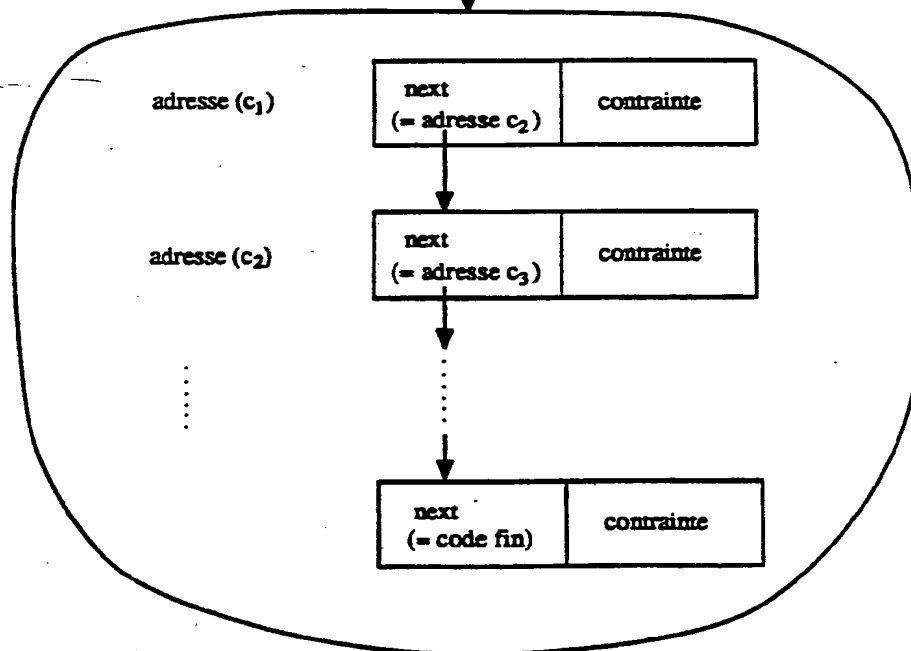 adresse (c₁)
next
(= adresse c₂)
contrainte
adresse (c₂)
next
(= adresse c₃)
contrainte
next
(= code fin)
contrainte